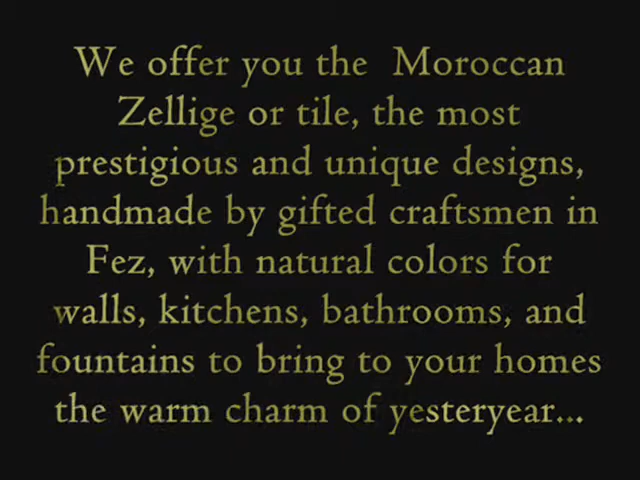 We offer you the  Moroccan
Zellige or tile, the most
prestigious and unique designs,
handmade by gifted craftsmen in
Fez, with natural colors for
walls, kitchens, bathrooms, and
fountains to bring to your homes
the warm charm of yesteryear...